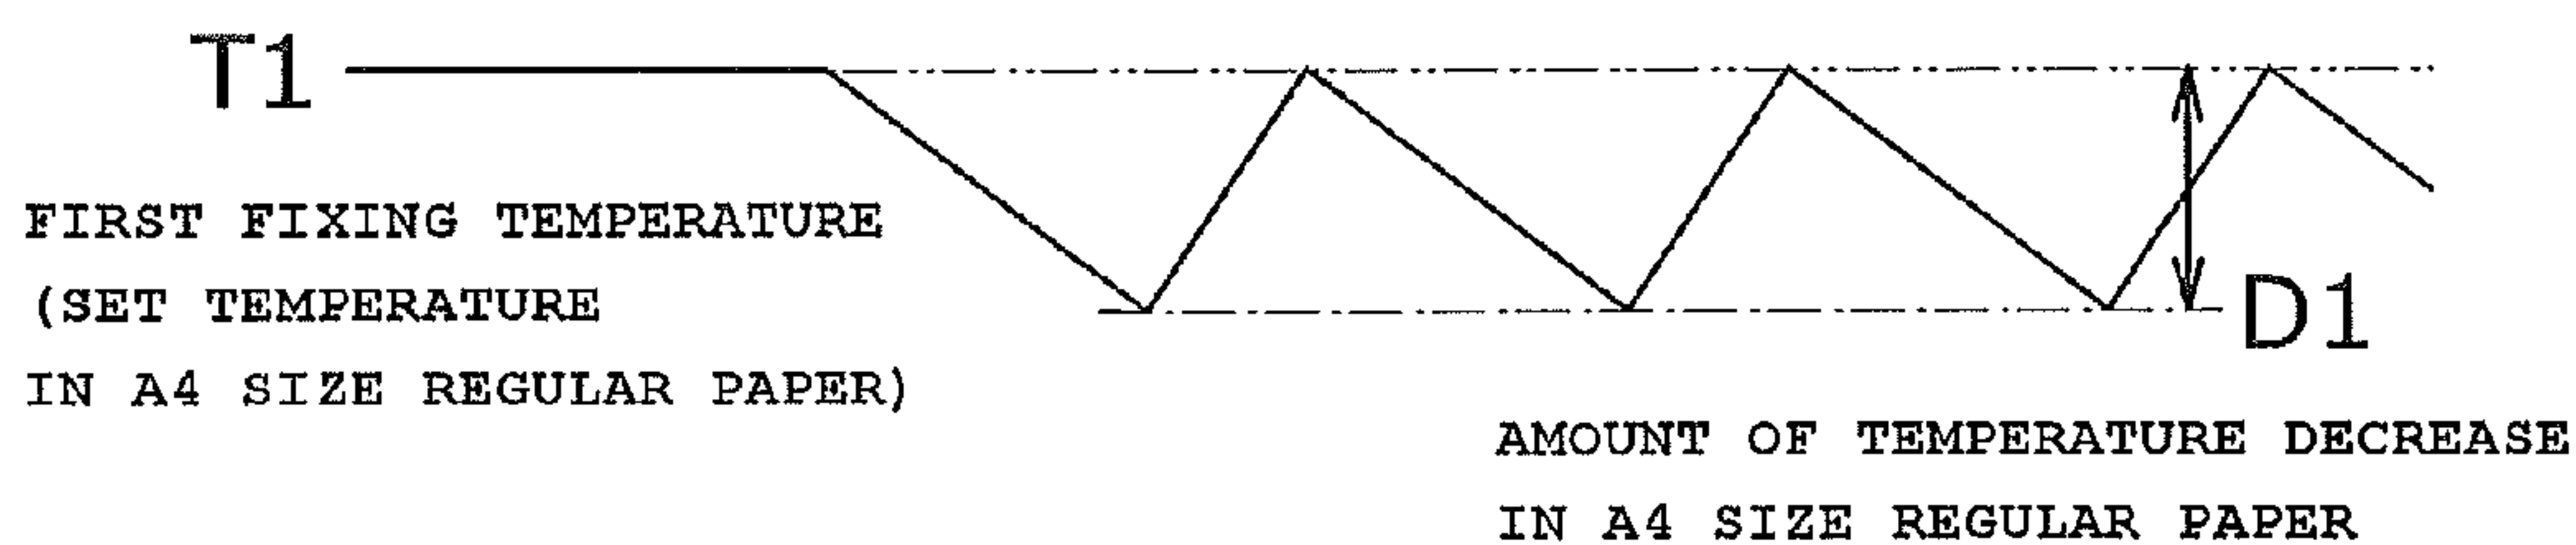 T1
FIRST FIXING TEMPERATURE
(SET TEMPERATURE
IN A4 SIZE REGULAR PAPER)
D1
AMOUNT OF TEMPERATURE DECREASE
IN A4 SIZE REGULAR PAPER